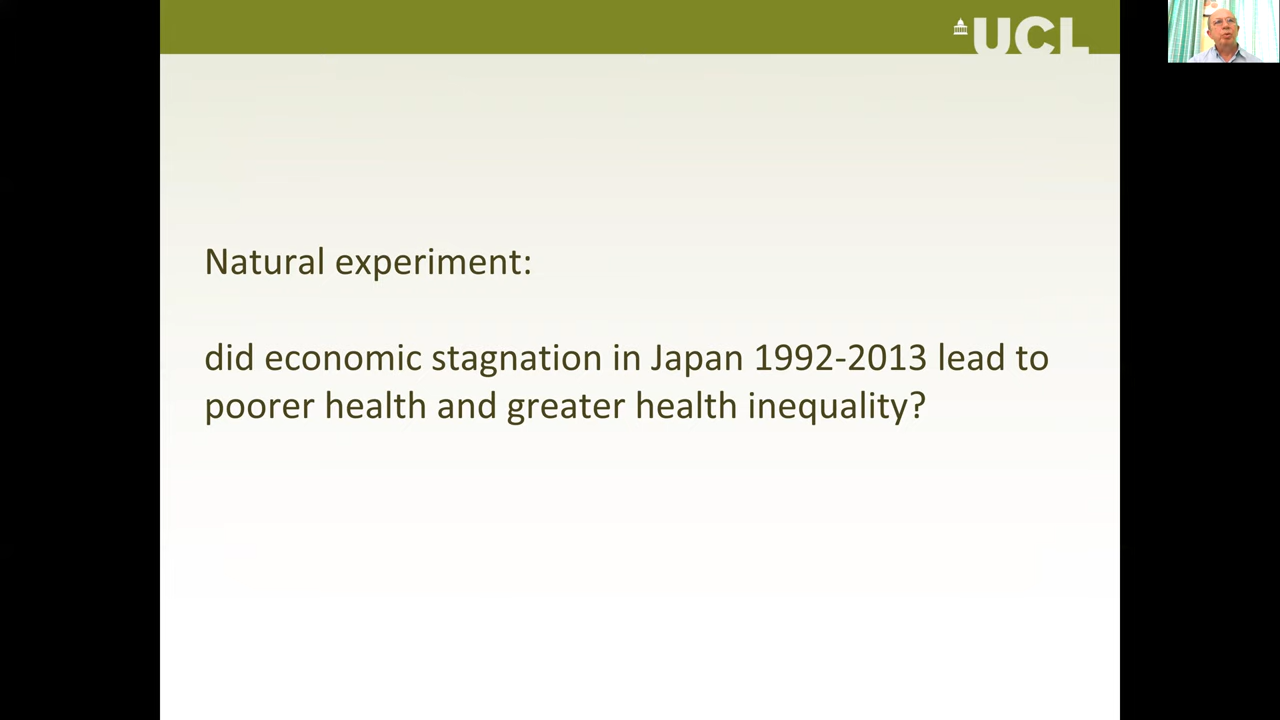 UCL
Natural experiment:
did economic stagnation in Japan 1992-2013 lead to
poorer health and greater health inequality?